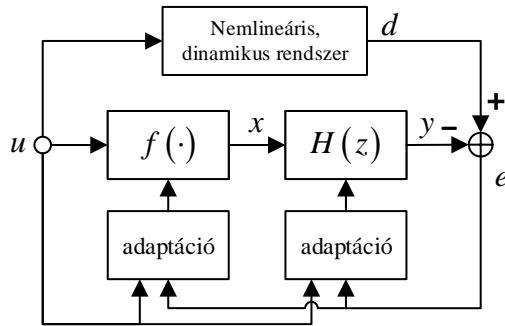 Nemlineáris,
dinamikus rendszer
d
+
u
f(·)
x
H(z)
y
−
e
adaptáció
adaptáció